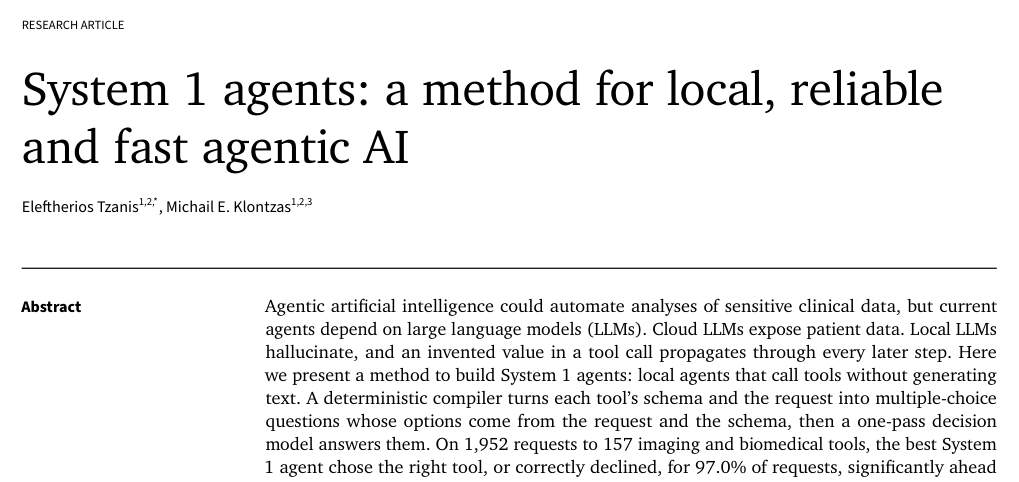 RESEARCH ARTICLE
System 1 agents: a method for local, reliable
and fast agentic AI
Eleftherios Tzanis1,2,*, Michail E. Klontzas1,2,3
Abstract
Agentic artificial intelligence could automate analyses of sensitive clinical data, but current
agents depend on large language models (LLMs). Cloud LLMs expose patient data. Local LLMs
hallucinate, and an invented value in a tool call propagates through every later step. Here
we present a method to build System 1 agents: local agents that call tools without generating
text. A deterministic compiler turns each tool's schema and the request into multiple-choice
questions whose options come from the request and the schema, then a one-pass decision
model answers them. On 1,952 requests to 157 imaging and biomedical tools, the best System
1 agent chose the right tool, or correctly declined, for 97.0% of requests, significantly ahead